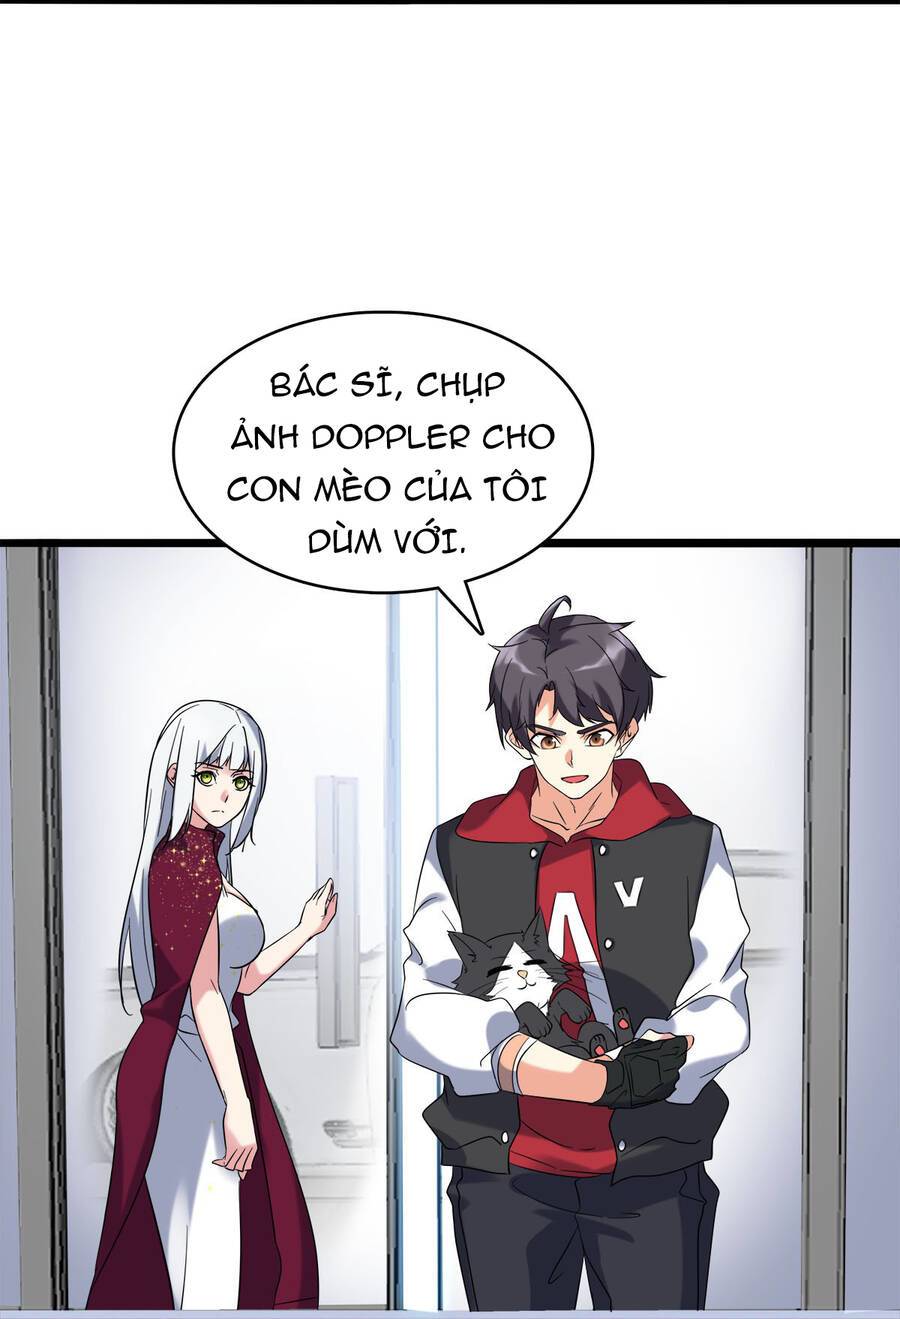 BÁC SĨ, CHỤP
ẢNH DOPPLER CHO
CON MÈO CỦA TÔI
DÙM VỚI.
A V